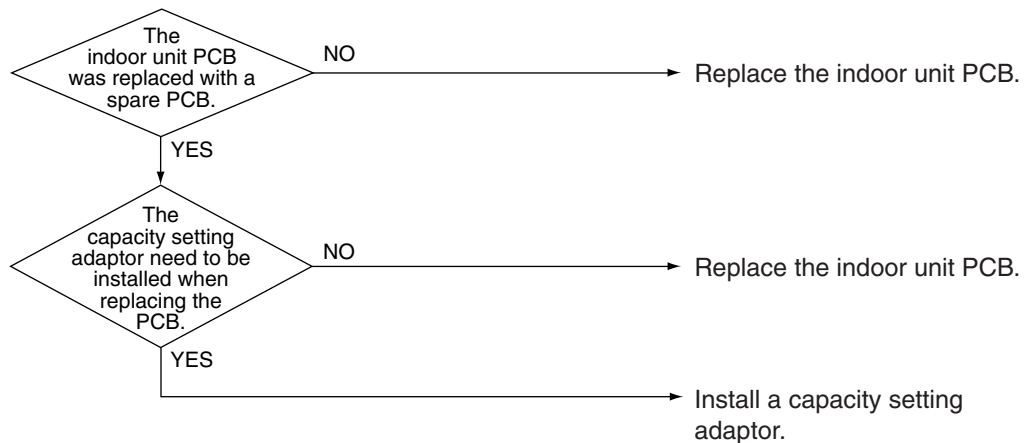 The
indoor unit PCB
was replaced with a
spare PCB.
NO
Replace the indoor unit PCB.
YES
The
capacity setting
adaptor need to be
installed when
replacing the
PCB.
NO
Replace the indoor unit PCB.
YES
Install a capacity setting
adaptor.